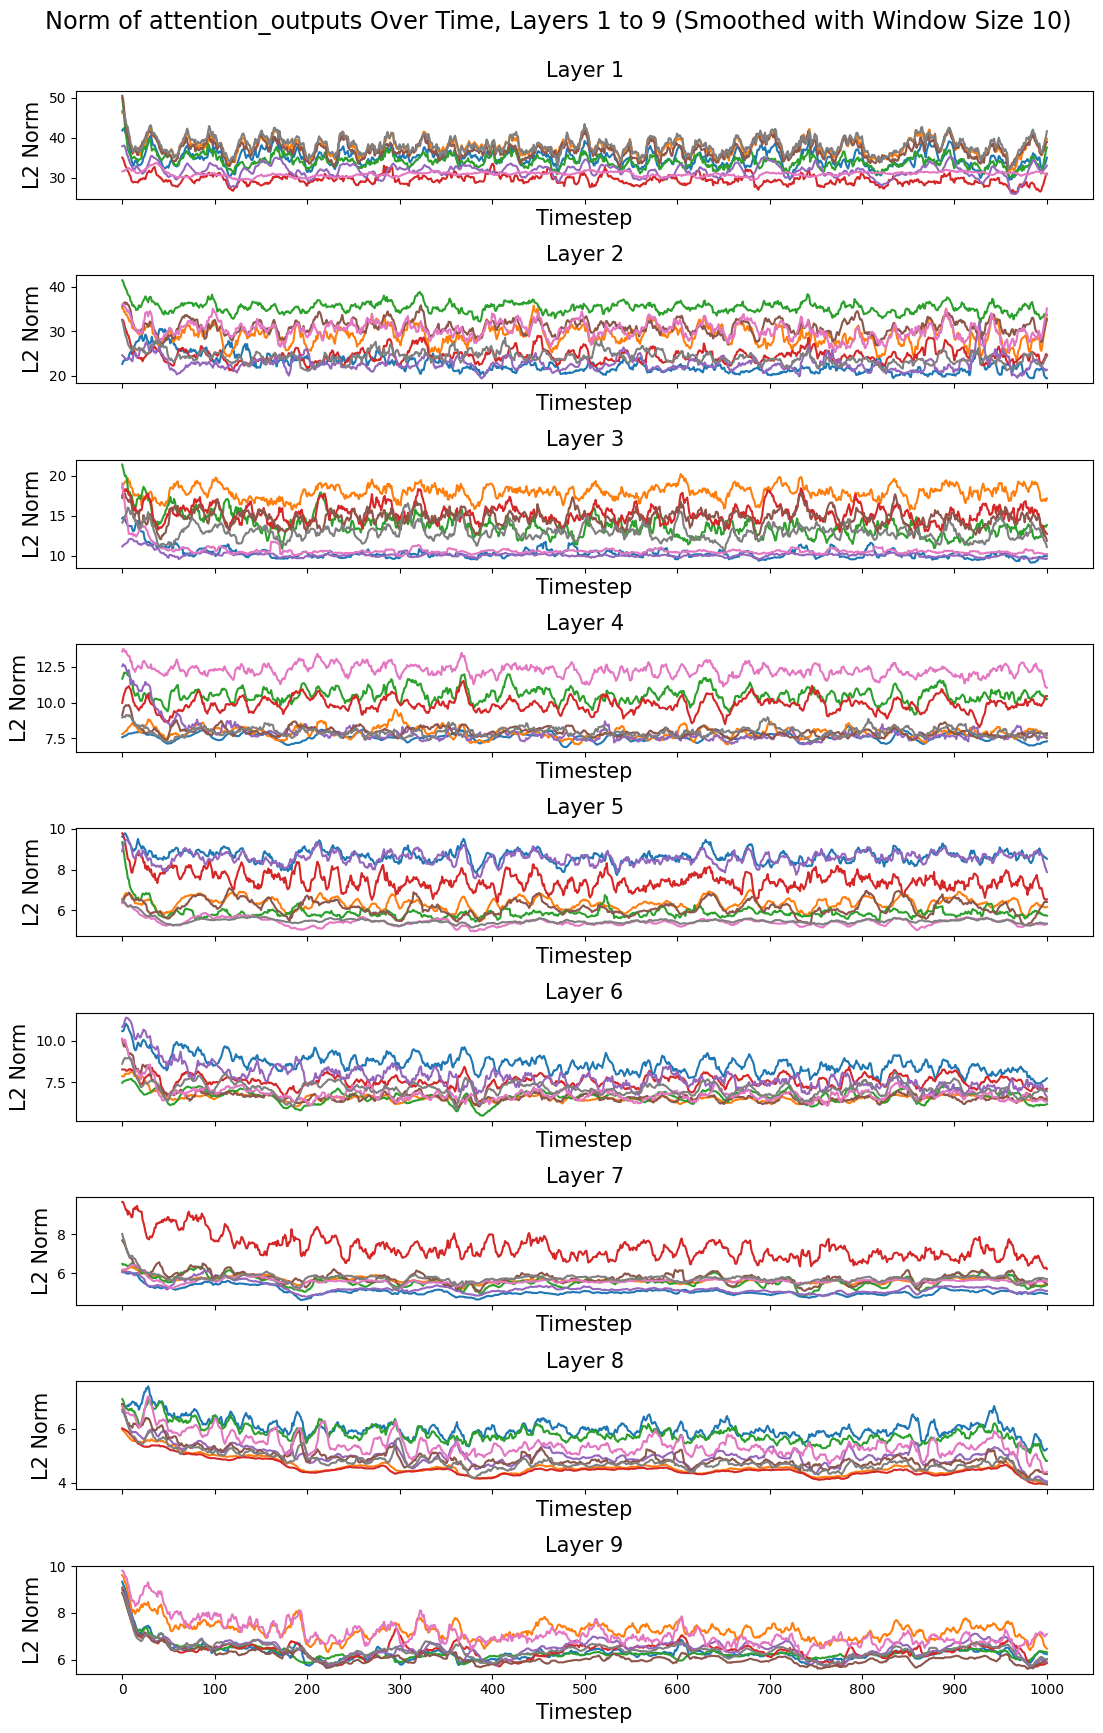 Norm of attention_outputs Over Time, Layers 1 to 9 (Smoothed with Window Size 10)
Layer 1
50
40
30
L2 Norm
Timestep
Layer 2
40
30
20
L2 Norm
Timestep
Layer 3
20
15
10
L2 Norm
Timestep
Layer 4
12.5
10.0
7.5
L2 Norm
Timestep
Layer 5
10
8
6
L2 Norm
Timestep
Layer 6
10.0
7.5
L2 Norm
Timestep
Layer 7
8
6
L2 Norm
Timestep
Layer 8
6
4
L2 Norm
Timestep
Layer 9
10
8
6
L2 Norm
0 100 200 300 400 500 600 700 800 900 1000
Timestep